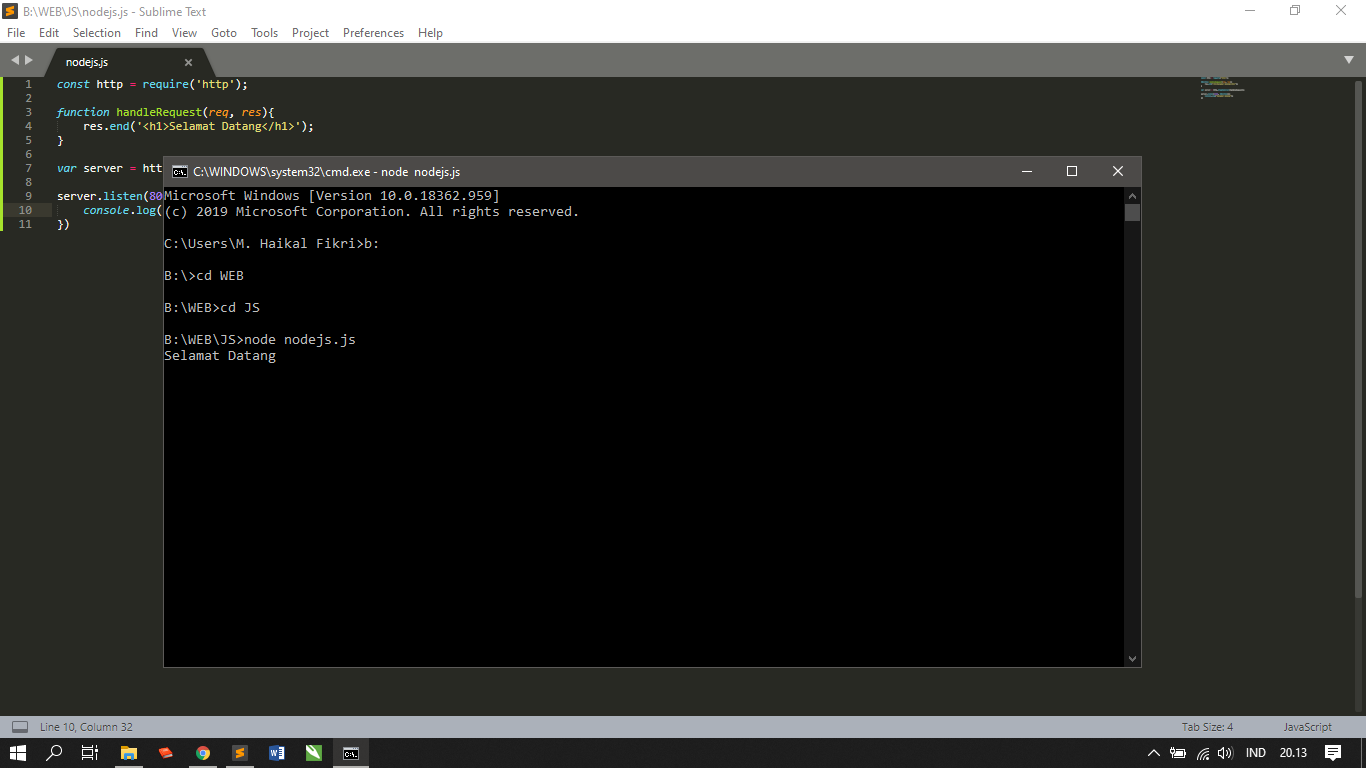 B:\WEB\JS\nodejs.js - Sublime Text
File Edit Selection Find View Goto Tools Project Preferences Help
nodejs.js
1 const http = require('http');
2
3 function handleRequest(req, res){
4 res.end('<h1>Selamat Datang</h1>');
5 }
6
7 var server = htt
8
9 server.listen(80
10 console.log(
11 })
C:\WINDOWS\system32\cmd.exe - node nodejs.js
Microsoft Windows [Version 10.0.18362.959]
(c) 2019 Microsoft Corporation. All rights reserved.
C:\Users\M. Haikal Fikri>b:
B:\>cd WEB
B:\WEB>cd JS
B:\WEB\JS>node nodejs.js
Selamat Datang
Line 10, Column 32
Tab Size: 4
JavaScript
IND 20.13